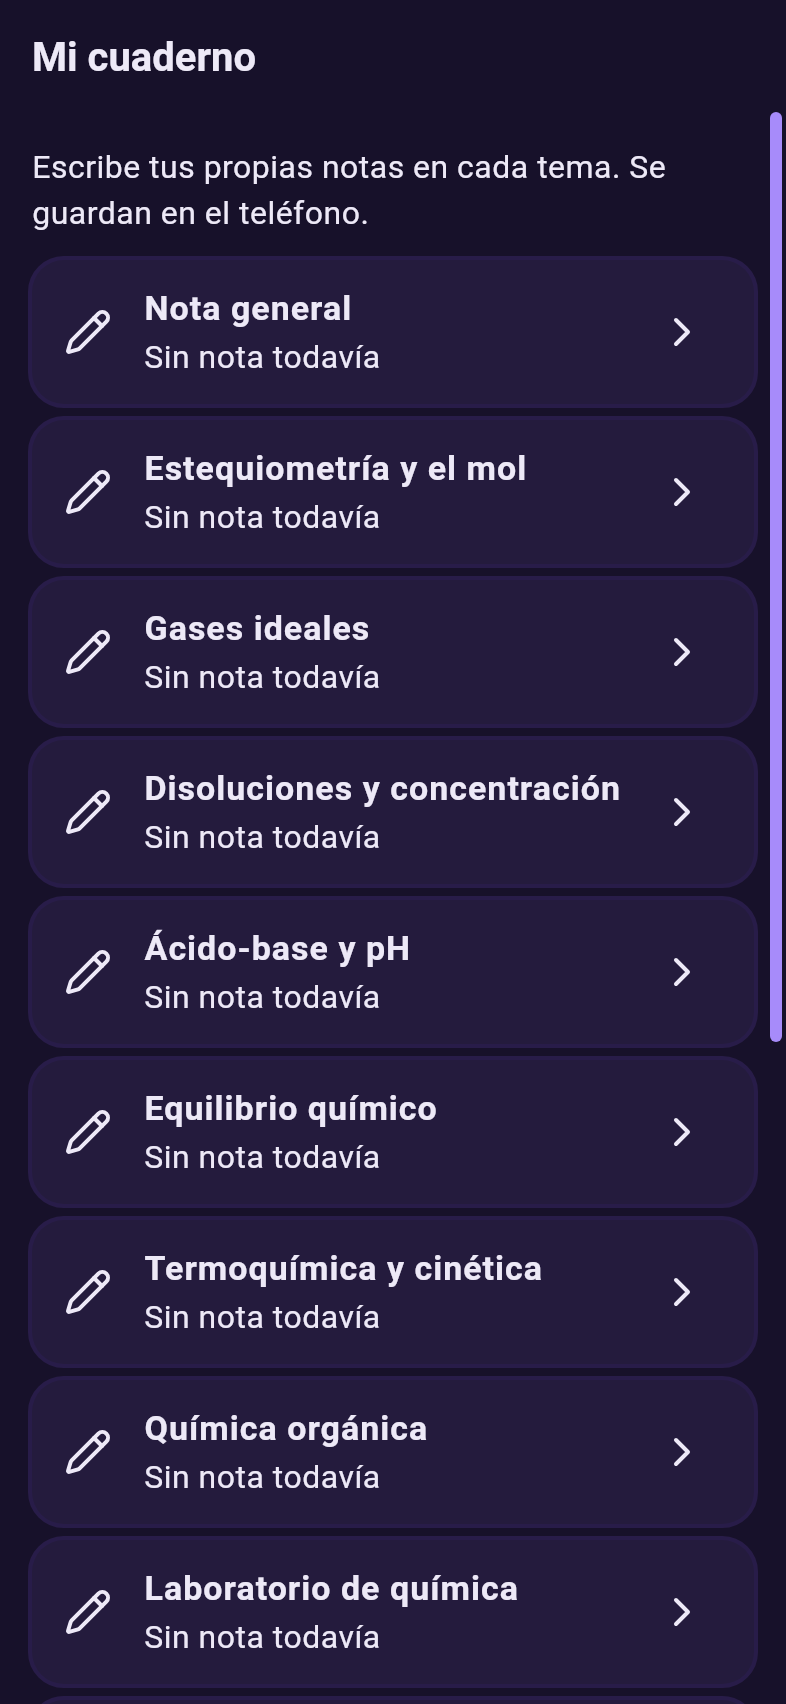 Mi cuaderno
Escribe tus propias notas en cada tema. Se
guardan en el teléfono.
Nota general
Sin nota todavía
Estequiometría y el mol
Sin nota todavía
Gases ideales
Sin nota todavía
Disoluciones y concentración
Sin nota todavía
Ácido-base y pH
Sin nota todavía
Equilibrio químico
Sin nota todavía
Termoquímica y cinética
Sin nota todavía
Química orgánica
Sin nota todavía
Laboratorio de química
Sin nota todavía